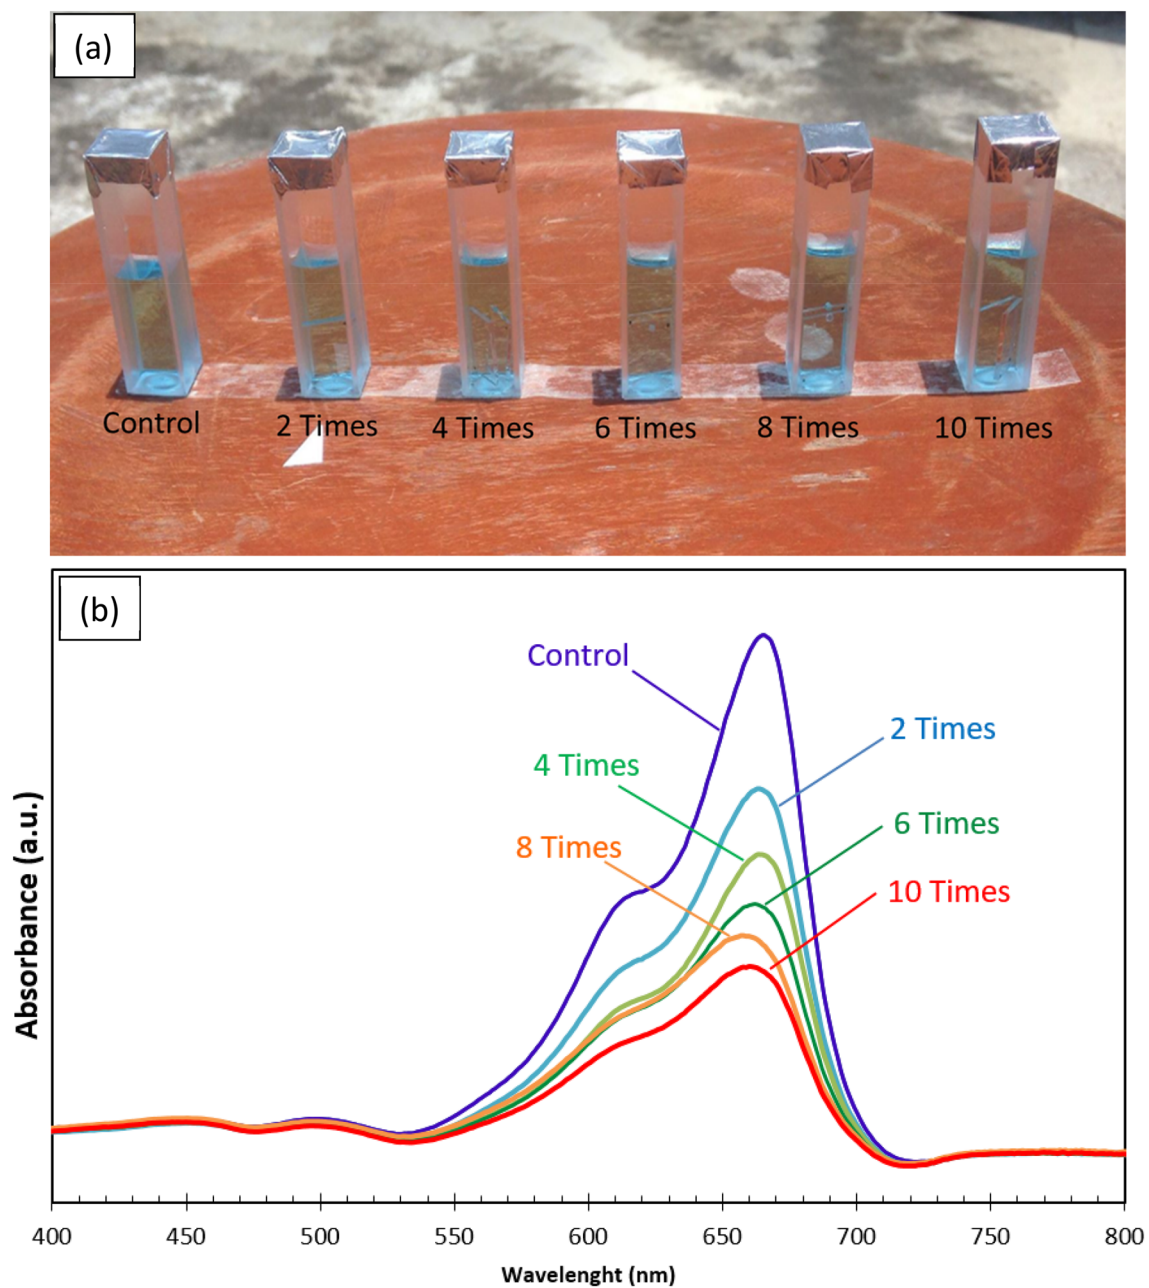 (a)
Control
2 Times
4 Times
6 Times
8 Times
10 Times
(b)
Control
2 Times
4 Times
6 Times
8 Times
10 Times
Absorbance (a.u.)
400 450 500 550 600 650 700 750 800
Wavelenght (nm)